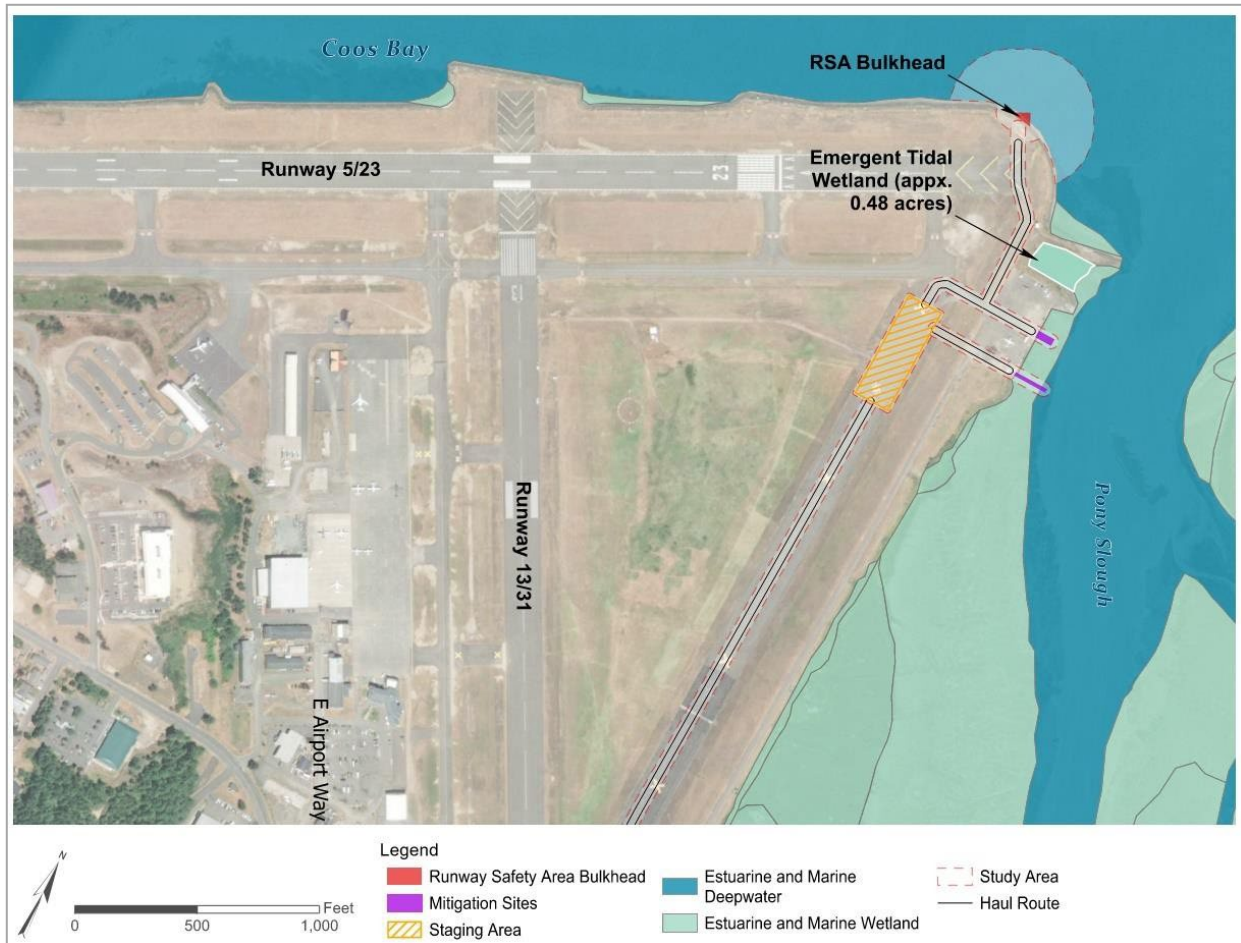 Coos Bay
RSA Bulkhead
Runway 5/23
Emergent Tidal
Wetland (appx.
0.48 acres)
23
Runway 13/31
Pony Slough
E Airport Way
N
0 500 1,000 Feet
Legend
Runway Safety Area Bulkhead
Mitigation Sites
Staging Area
Estuarine and Marine
Deepwater
Estuarine and Marine Wetland
Study Area
Haul Route